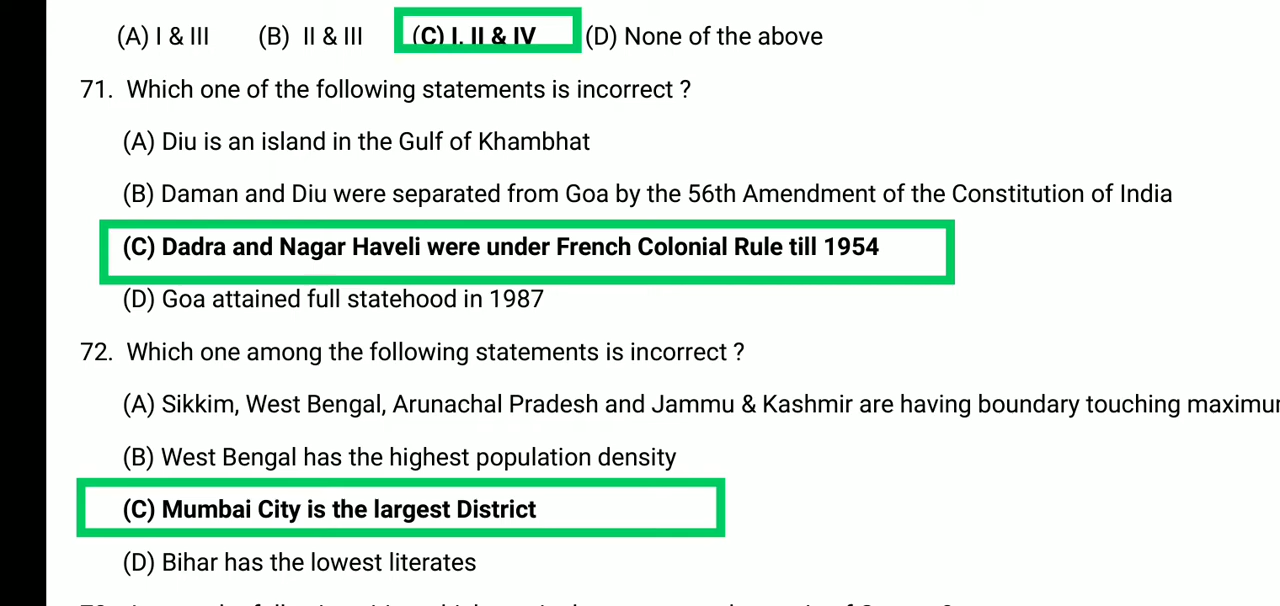 (A) I & III (B) II & III (C) I, II & IV (D) None of the above
71. Which one of the following statements is incorrect ?
(A) Diu is an island in the Gulf of Khambhat
(B) Daman and Diu were separated from Goa by the 56th Amendment of the Constitution of India
(C) Dadra and Nagar Haveli were under French Colonial Rule till 1954
(D) Goa attained full statehood in 1987
72. Which one among the following statements is incorrect ?
(A) Sikkim, West Bengal, Arunachal Pradesh and Jammu & Kashmir are having boundary touching
(B) West Bengal has the highest population density
(C) Mumbai City is the largest District
(D) Bihar has the lowest literates